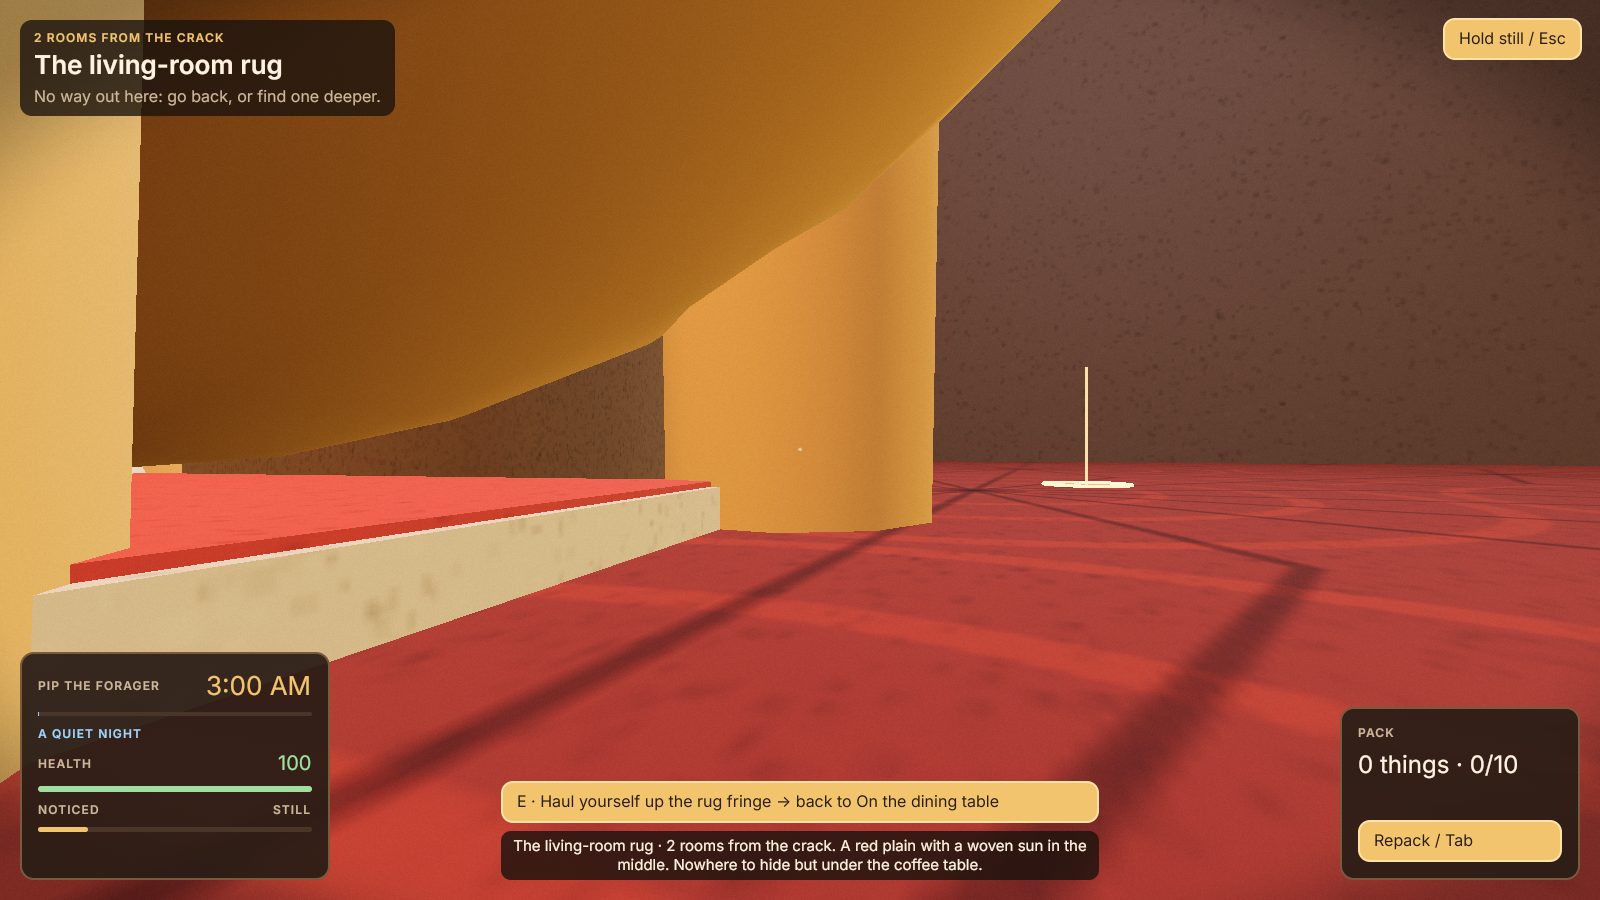 2 ROOMS FROM THE CRACK
The living-room rug
No way out here: go back, or find one deeper.
Hold still / Esc
PIP THE FORAGER 3:00 AM
A QUIET NIGHT
HEALTH 100
NOTICED STILL
E · Haul yourself up the rug fringe → back to On the dining table
The living-room rug · 2 rooms from the crack. A red plain with a woven sun in the
middle. Nowhere to hide but under the coffee table.
PACK
0 things · 0/10
Repack / Tab